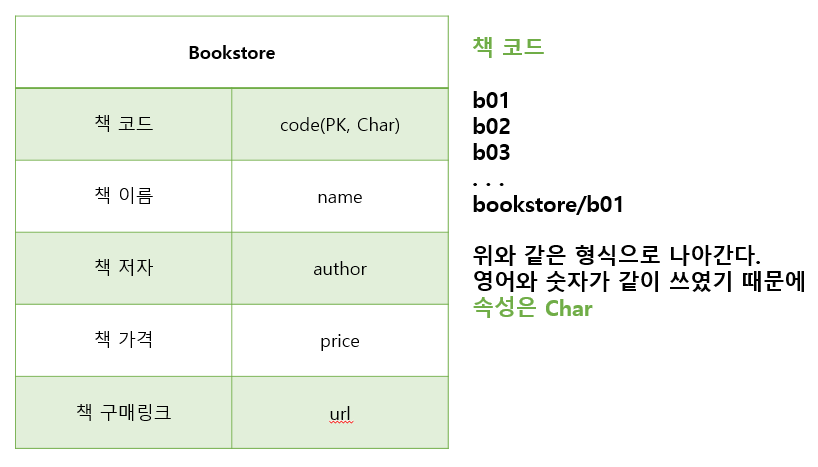 Bookstore
책 코드 code(PK, Char)
책 이름 name
책 저자 author
책 가격 price
책 구매링크 url
책 코드
b01
b02
b03
. . .
bookstore/b01
위와 같은 형식으로 나아간다.
영어와 숫자가 같이 쓰였기 때문에
속성은 Char